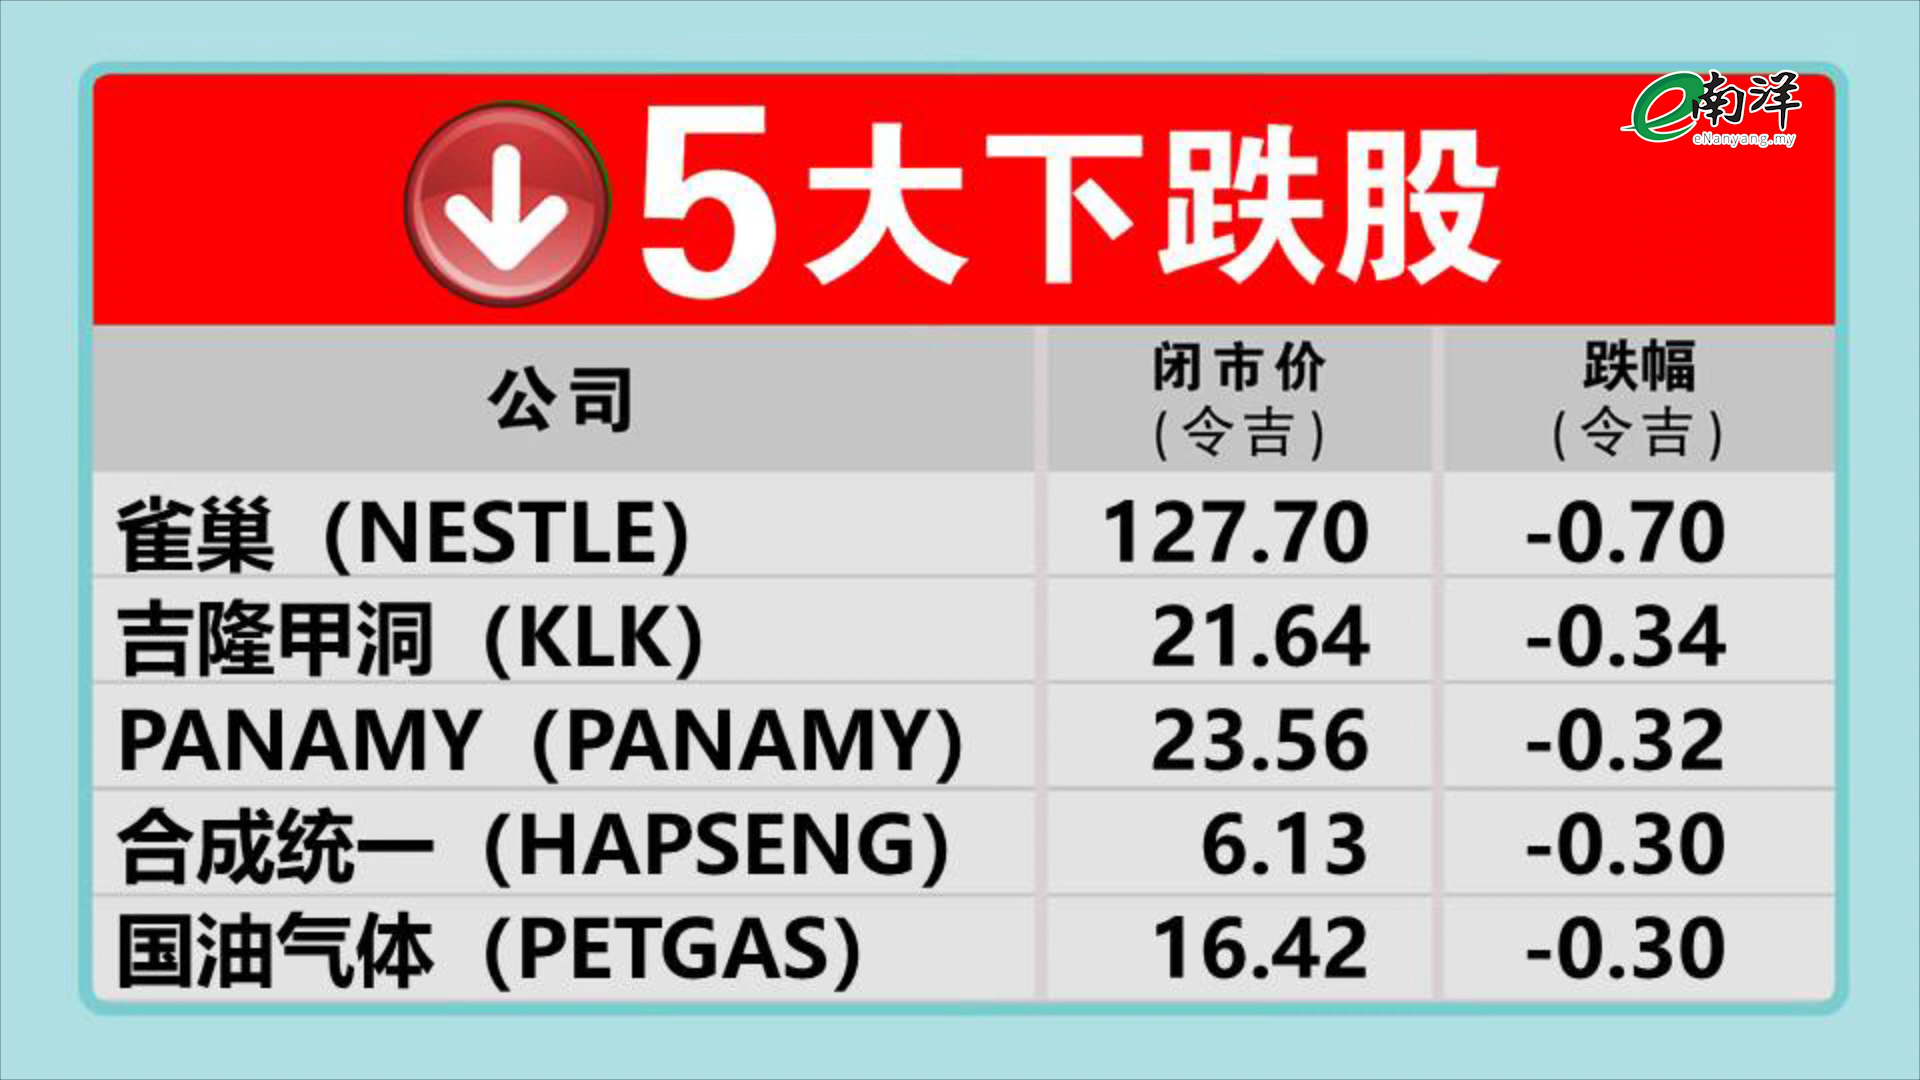 e南洋
eNanyang.my
5大下跌股
公司 闭市价 (令吉) 跌幅 (令吉)
雀巢（NESTLE） 127.70 -0.70
吉隆甲洞（KLK） 21.64 -0.34
PANAMY（PANAMY） 23.56 -0.32
合成统一（HAPSENG） 6.13 -0.30
国油气体（PETGAS） 16.42 -0.30